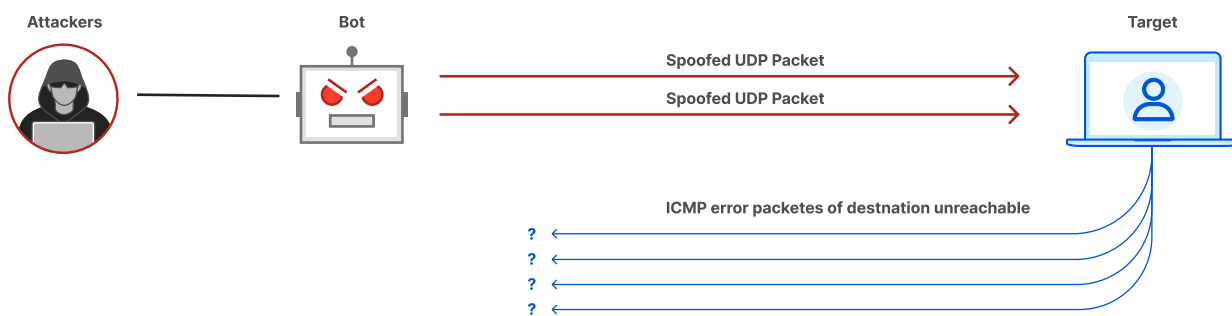 Attackers
Bot
Target
Spoofed UDP Packet
Spoofed UDP Packet
ICMP error packetes of destnation unreachable
?
?
?
?